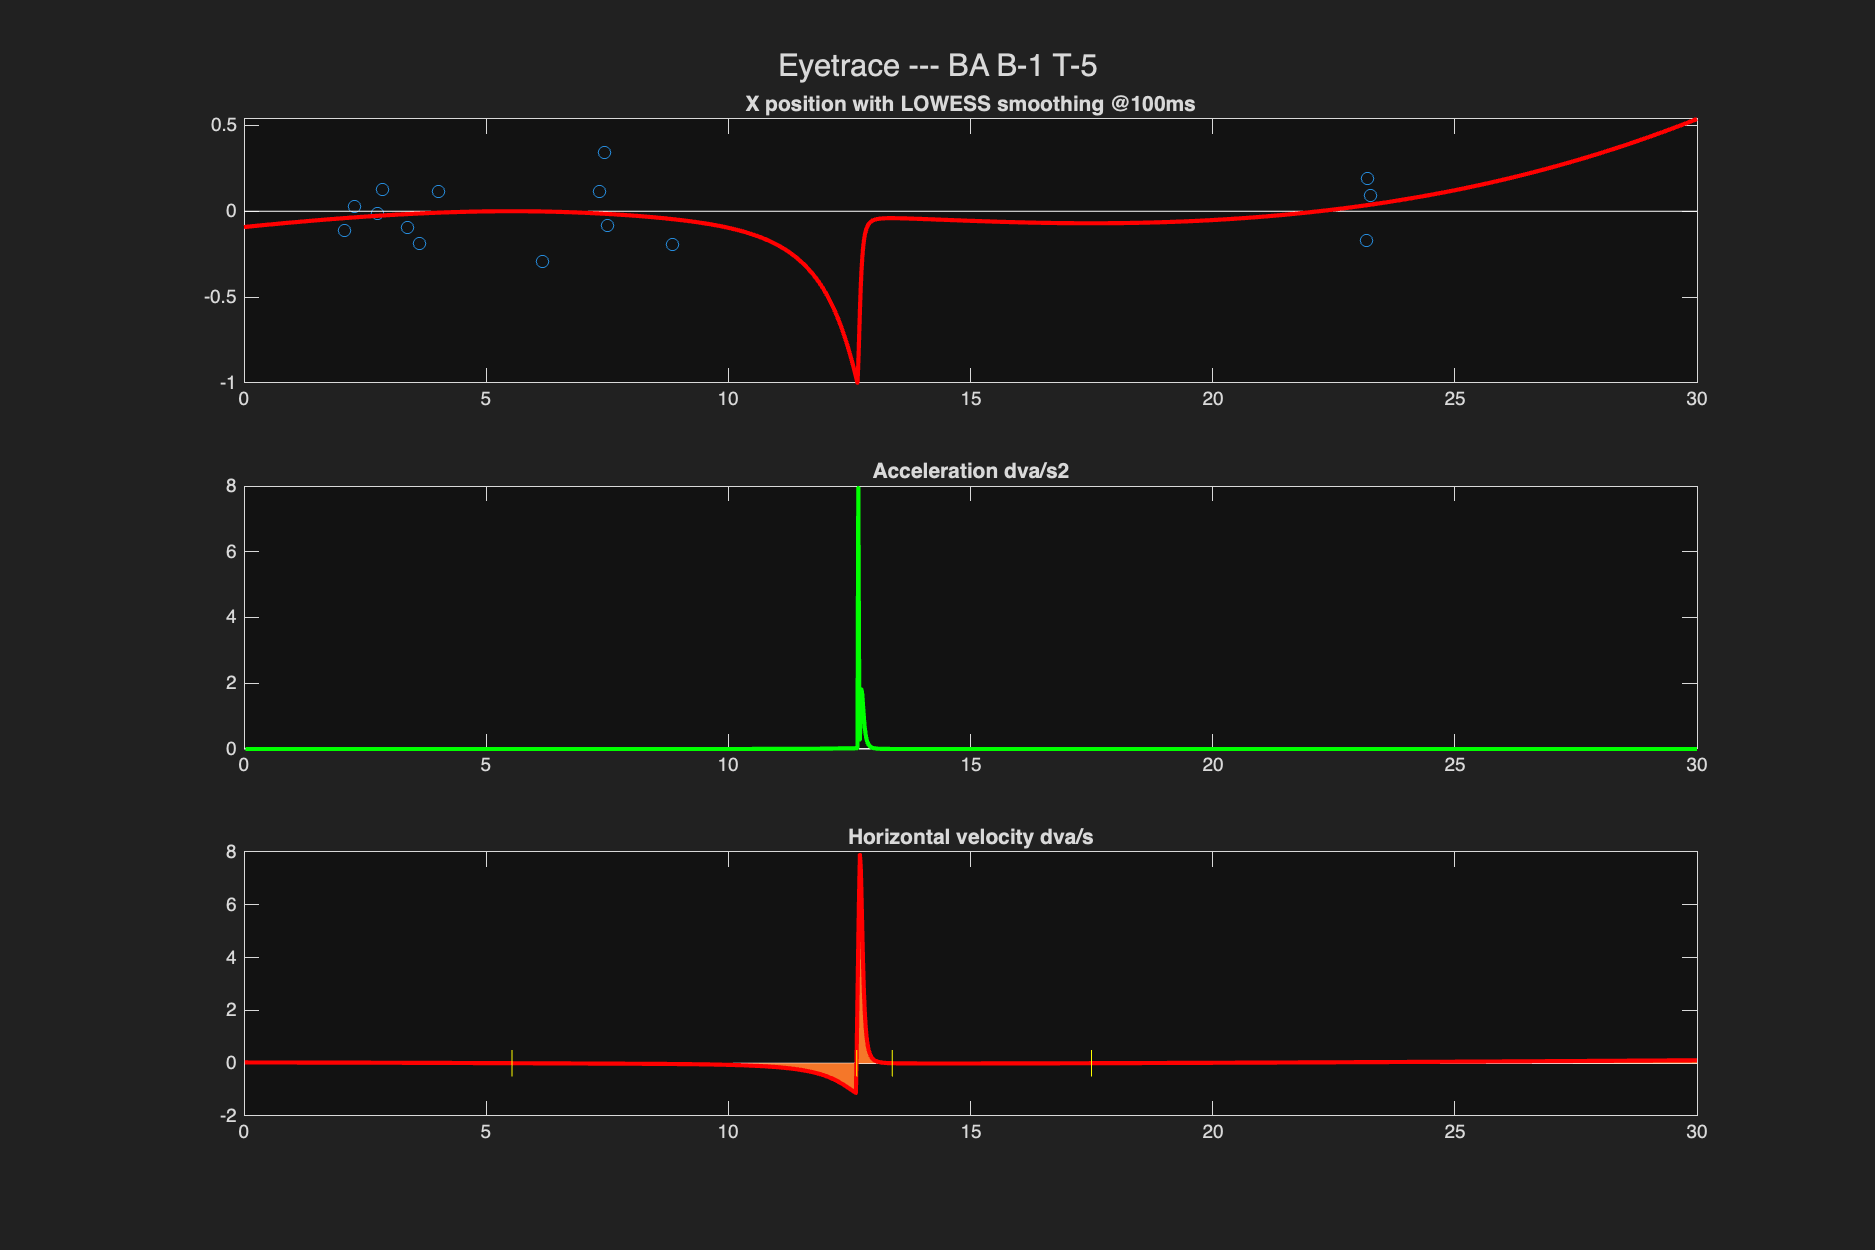 Eyetrace --- BA B-1 T-5
X position with LOWESS smoothing @100ms
0.5
0
-0.5
-1
0 5 10 15 20 25 30
Acceleration dva/s2
8
6
4
2
0
0 5 10 15 20 25 30
Horizontal velocity dva/s
8
6
4
2
0
-2
0 5 10 15 20 25 30